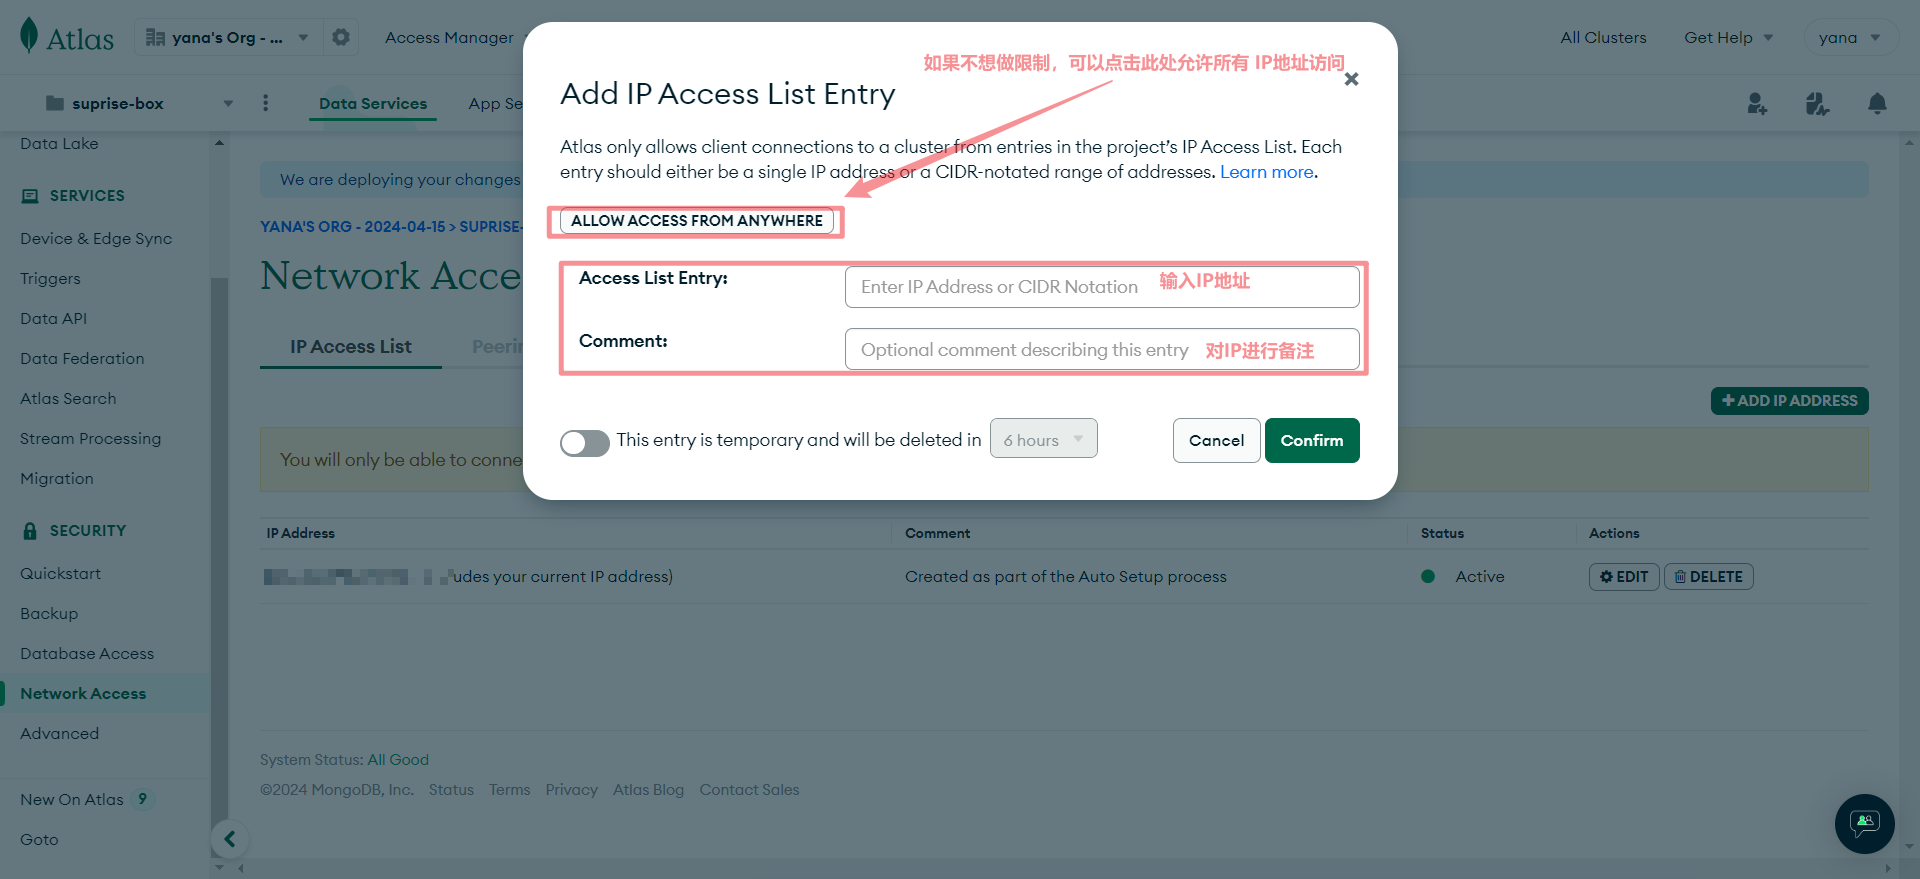 Atlas
yana's Org - ...
Access Manager
All Clusters
Get Help
yana
suprise-box
Data Services
App Se
如果不想做限制，可以点击此处允许所有 IP地址访问
Add IP Access List Entry
Atlas only allows client connections to a cluster from entries in the project's IP Access List. Each
entry should either be a single IP address or a CIDR-notated range of addresses. Learn more.
ALLOW ACCESS FROM ANYWHERE
Access List Entry:
Enter IP Address or CIDR Notation
输入IP地址
Comment:
Optional comment describing this entry
对IP进行备注
This entry is temporary and will be deleted in
6 hours
Cancel
Confirm
Data Lake
SERVICES
Device & Edge Sync
Triggers
Data API
Data Federation
Atlas Search
Stream Processing
Migration
SECURITY
Quickstart
Backup
Database Access
Network Access
Advanced
New On Atlas
9
Goto
We are deploying your changes
YANA'S ORG - 2024-04-15 > SUPRISE-
Network Acce
IP Access List
Peerin
ADD IP ADDRESS
You will only be able to conne
IP Address
Comment
Status
Actions
udes your current IP address)
Created as part of the Auto Setup process
Active
EDIT
DELETE
System Status: All Good
©2024 MongoDB, Inc.
Status
Terms
Privacy
Atlas Blog
Contact Sales